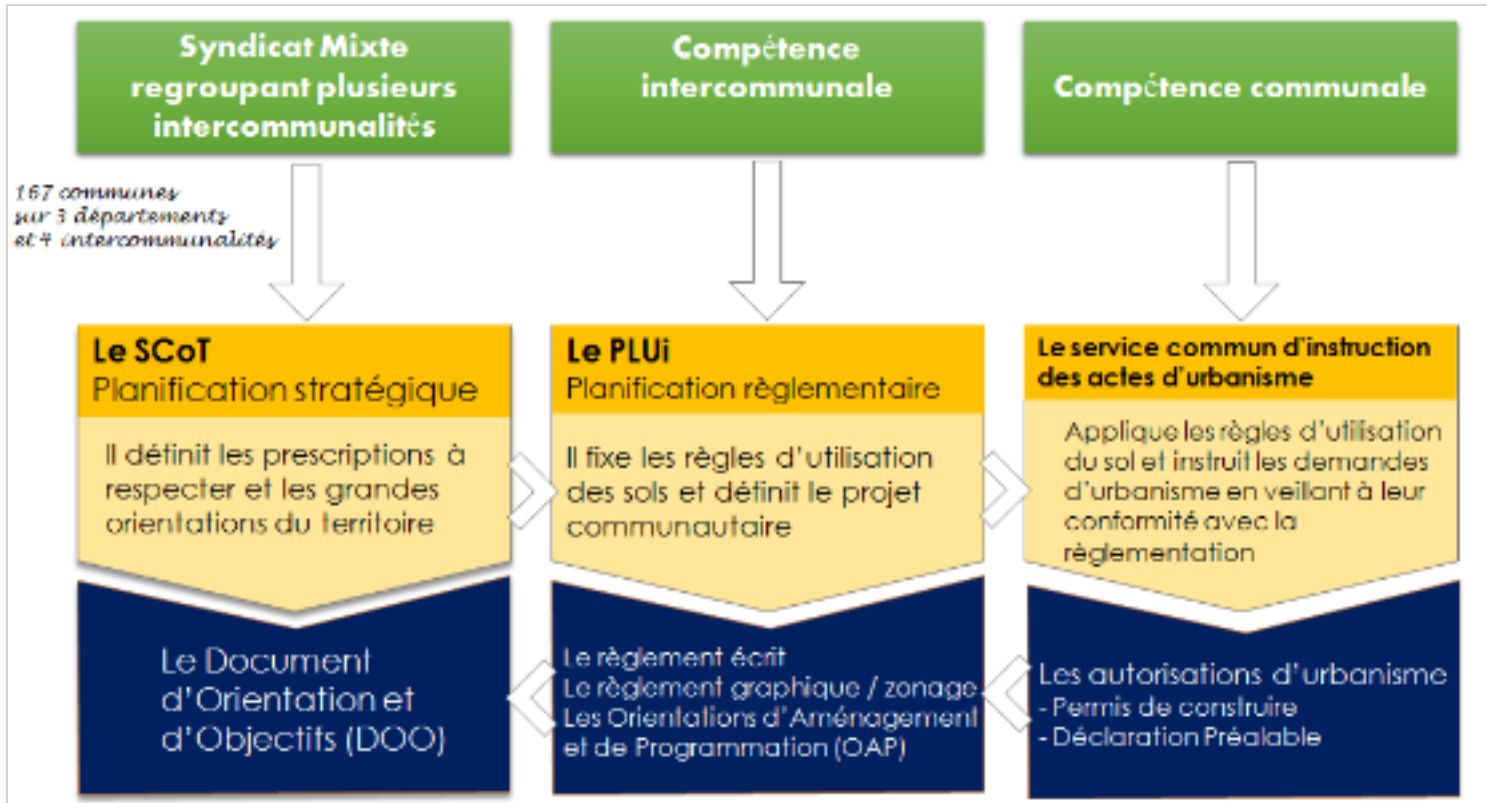 Syndicat Mixte
regroupant plusieurs
intercommunalités
Compétence
intercommunale
Compétence communale
167 communes
sur 3 départements
et 4 intercommunalités
Le SCoT
Planification stratégique
Il définit les prescriptions à
respecter et les grandes
orientations du territoire
Le Document
d'Orientation et
d'Objectifs (DOO)
Le PLUi
Planification règlementaire
Il fixe les règles d'utilisation
des sols et définit le projet
communautaire
Le règlement écrit
Le règlement graphique / zonage
Les Orientations d'Aménagement
et de Programmation (OAP)
Le service commun d'instruction
des actes d'urbanisme
Applique les règles d'utilisation
du sol et instruit les demandes
d'urbanisme en veillant à leur
conformité avec la
règlementation
Les autorisations d'urbanisme
- Permis de construire
- Déclaration Préalable